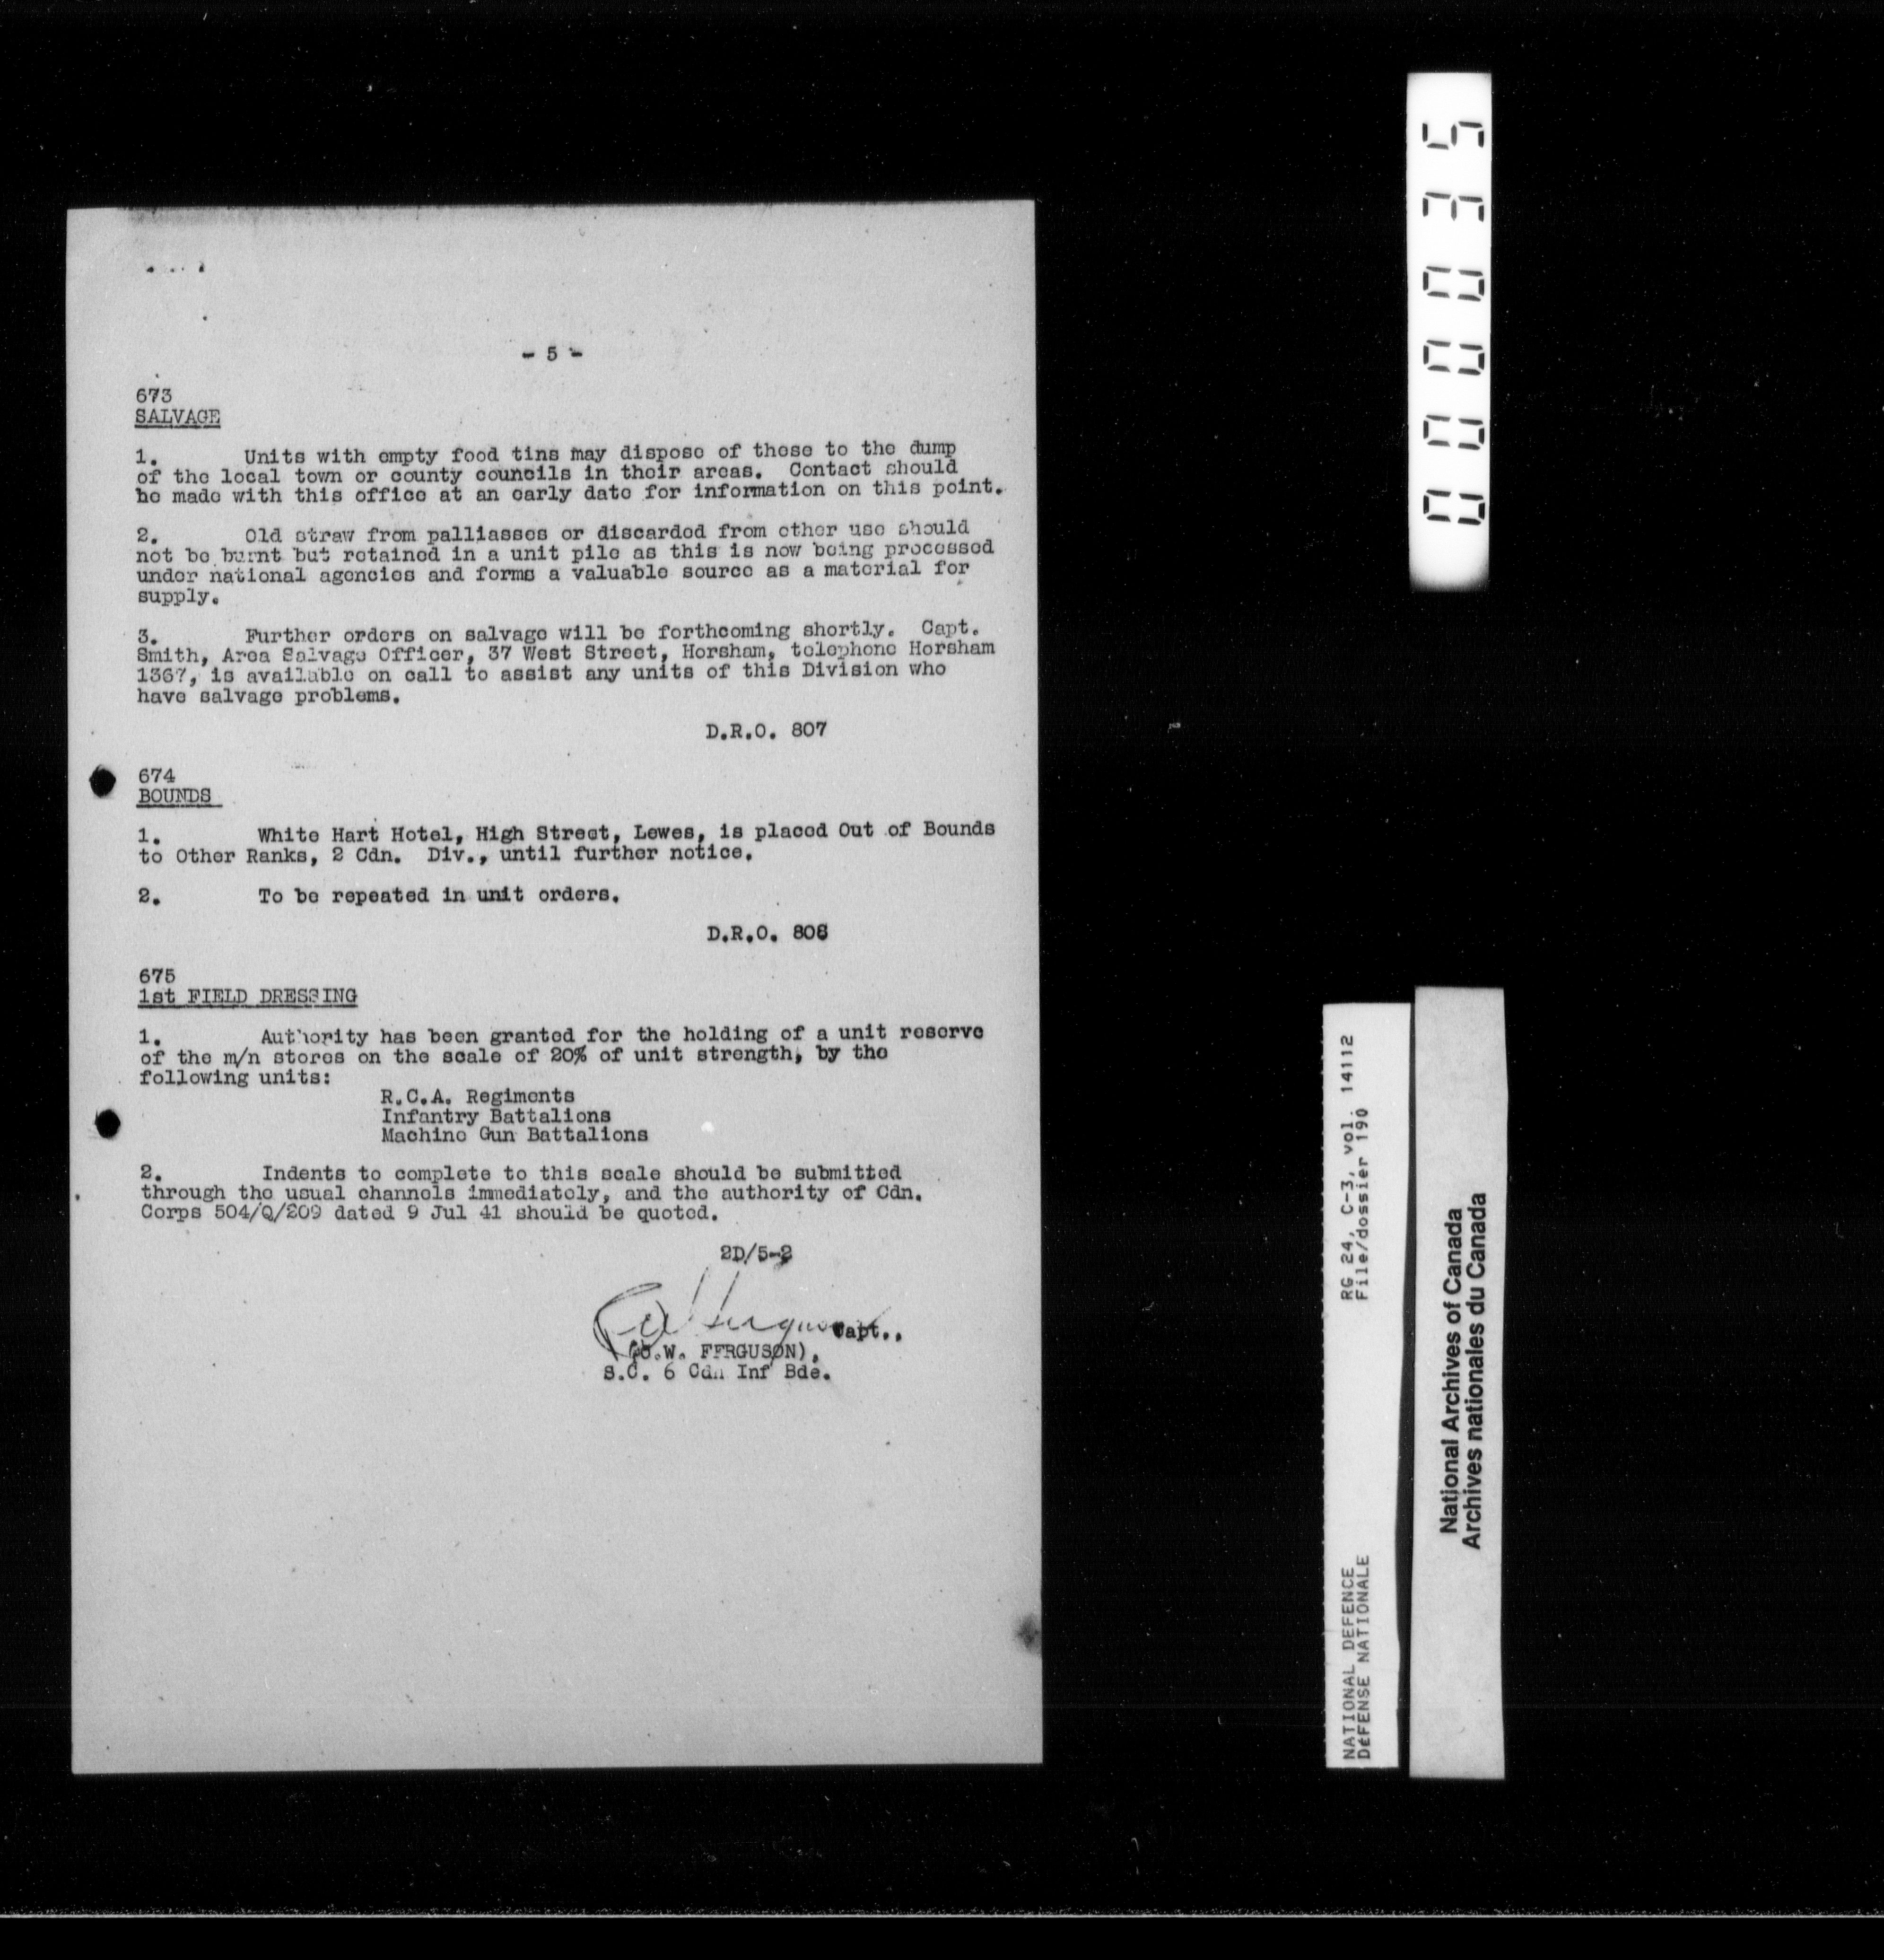 - 5 -
673
SALVAGE
1. Units with empty food tins may dispose of these to the dump
of the local town or county councils in their areas. Contact should
be made with this office at an early date for information on this point.
2. Old straw from palliasses or discarded from other use should
not be burnt but retained in a unit pile as this is now being processed
under national agencies and forms a valuable source as a material for
supply.
3. Further orders on salvage will be forthcoming shortly. Capt.
Smith, Area Salvage Officer, 37 West Street, Horsham, telephone Horsham
1367, is available on call to assist any units of this Division who
have salvage problems.
D.R.O. 807
674
BOUNDS
1. White Hart Hotel, High Street, Lewes, is placed Out of Bounds
to Other Ranks, 2 Cdn. Div., until further notice.
2. To be repeated in unit orders.
D.R.O. 808
675
1st FIELD DRESSING
1. Authority has been granted for the holding of a unit reserve
of the m/n stores on the scale of 20% of unit strength, by the
following units:
R.C.A. Regiments
Infantry Battalions
Machine Gun Battalions
2. Indents to complete to this scale should be submitted
through the usual channels immediately, and the authority of Cdn.
Corps 504/Q/209 dated 9 Jul 41 should be quoted.
2D/5-2
Ferguson Capt.,
W. FERGUSON),
S.C. 6 Cdn Inf Bde.
000035
RG 24, C-3, vol. 14112
File/dossier 190
NATIONAL DEFENCE
DÉFENSE NATIONALE
National Archives of Canada
Archives nationales du Canada